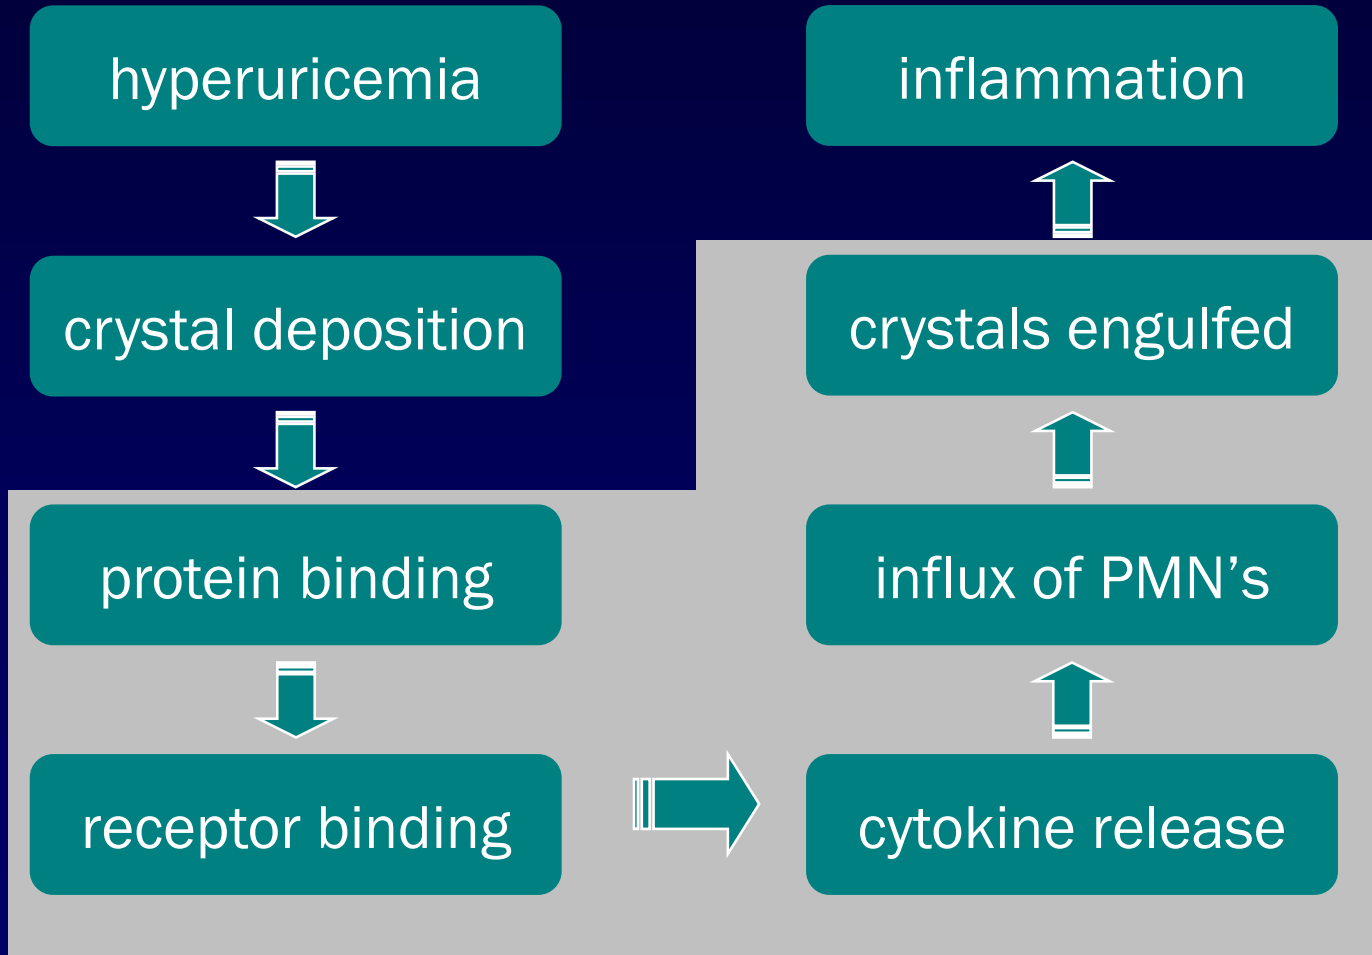 hyperuricemia
crystal deposition
protein binding
receptor binding
cytokine release
influx of PMN’s
crystals engulfed
inflammation